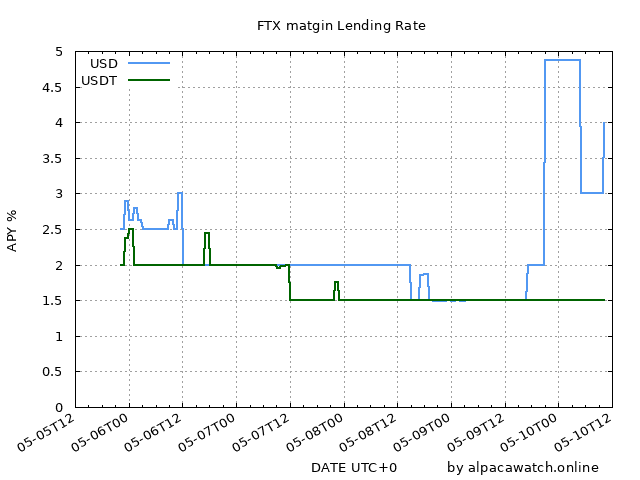 FTX matgin Lending Rate
USD
USDT
5
4.5
4
3.5
3
2.5
2
1.5
1
0.5
0
APY %
05-05T12
05-06T00
05-06T12
05-07T00
05-07T12
05-08T00
05-08T12
05-09T00
05-09T12
05-10T00
05-10T12
DATE UTC+0
by alpacawatch.online